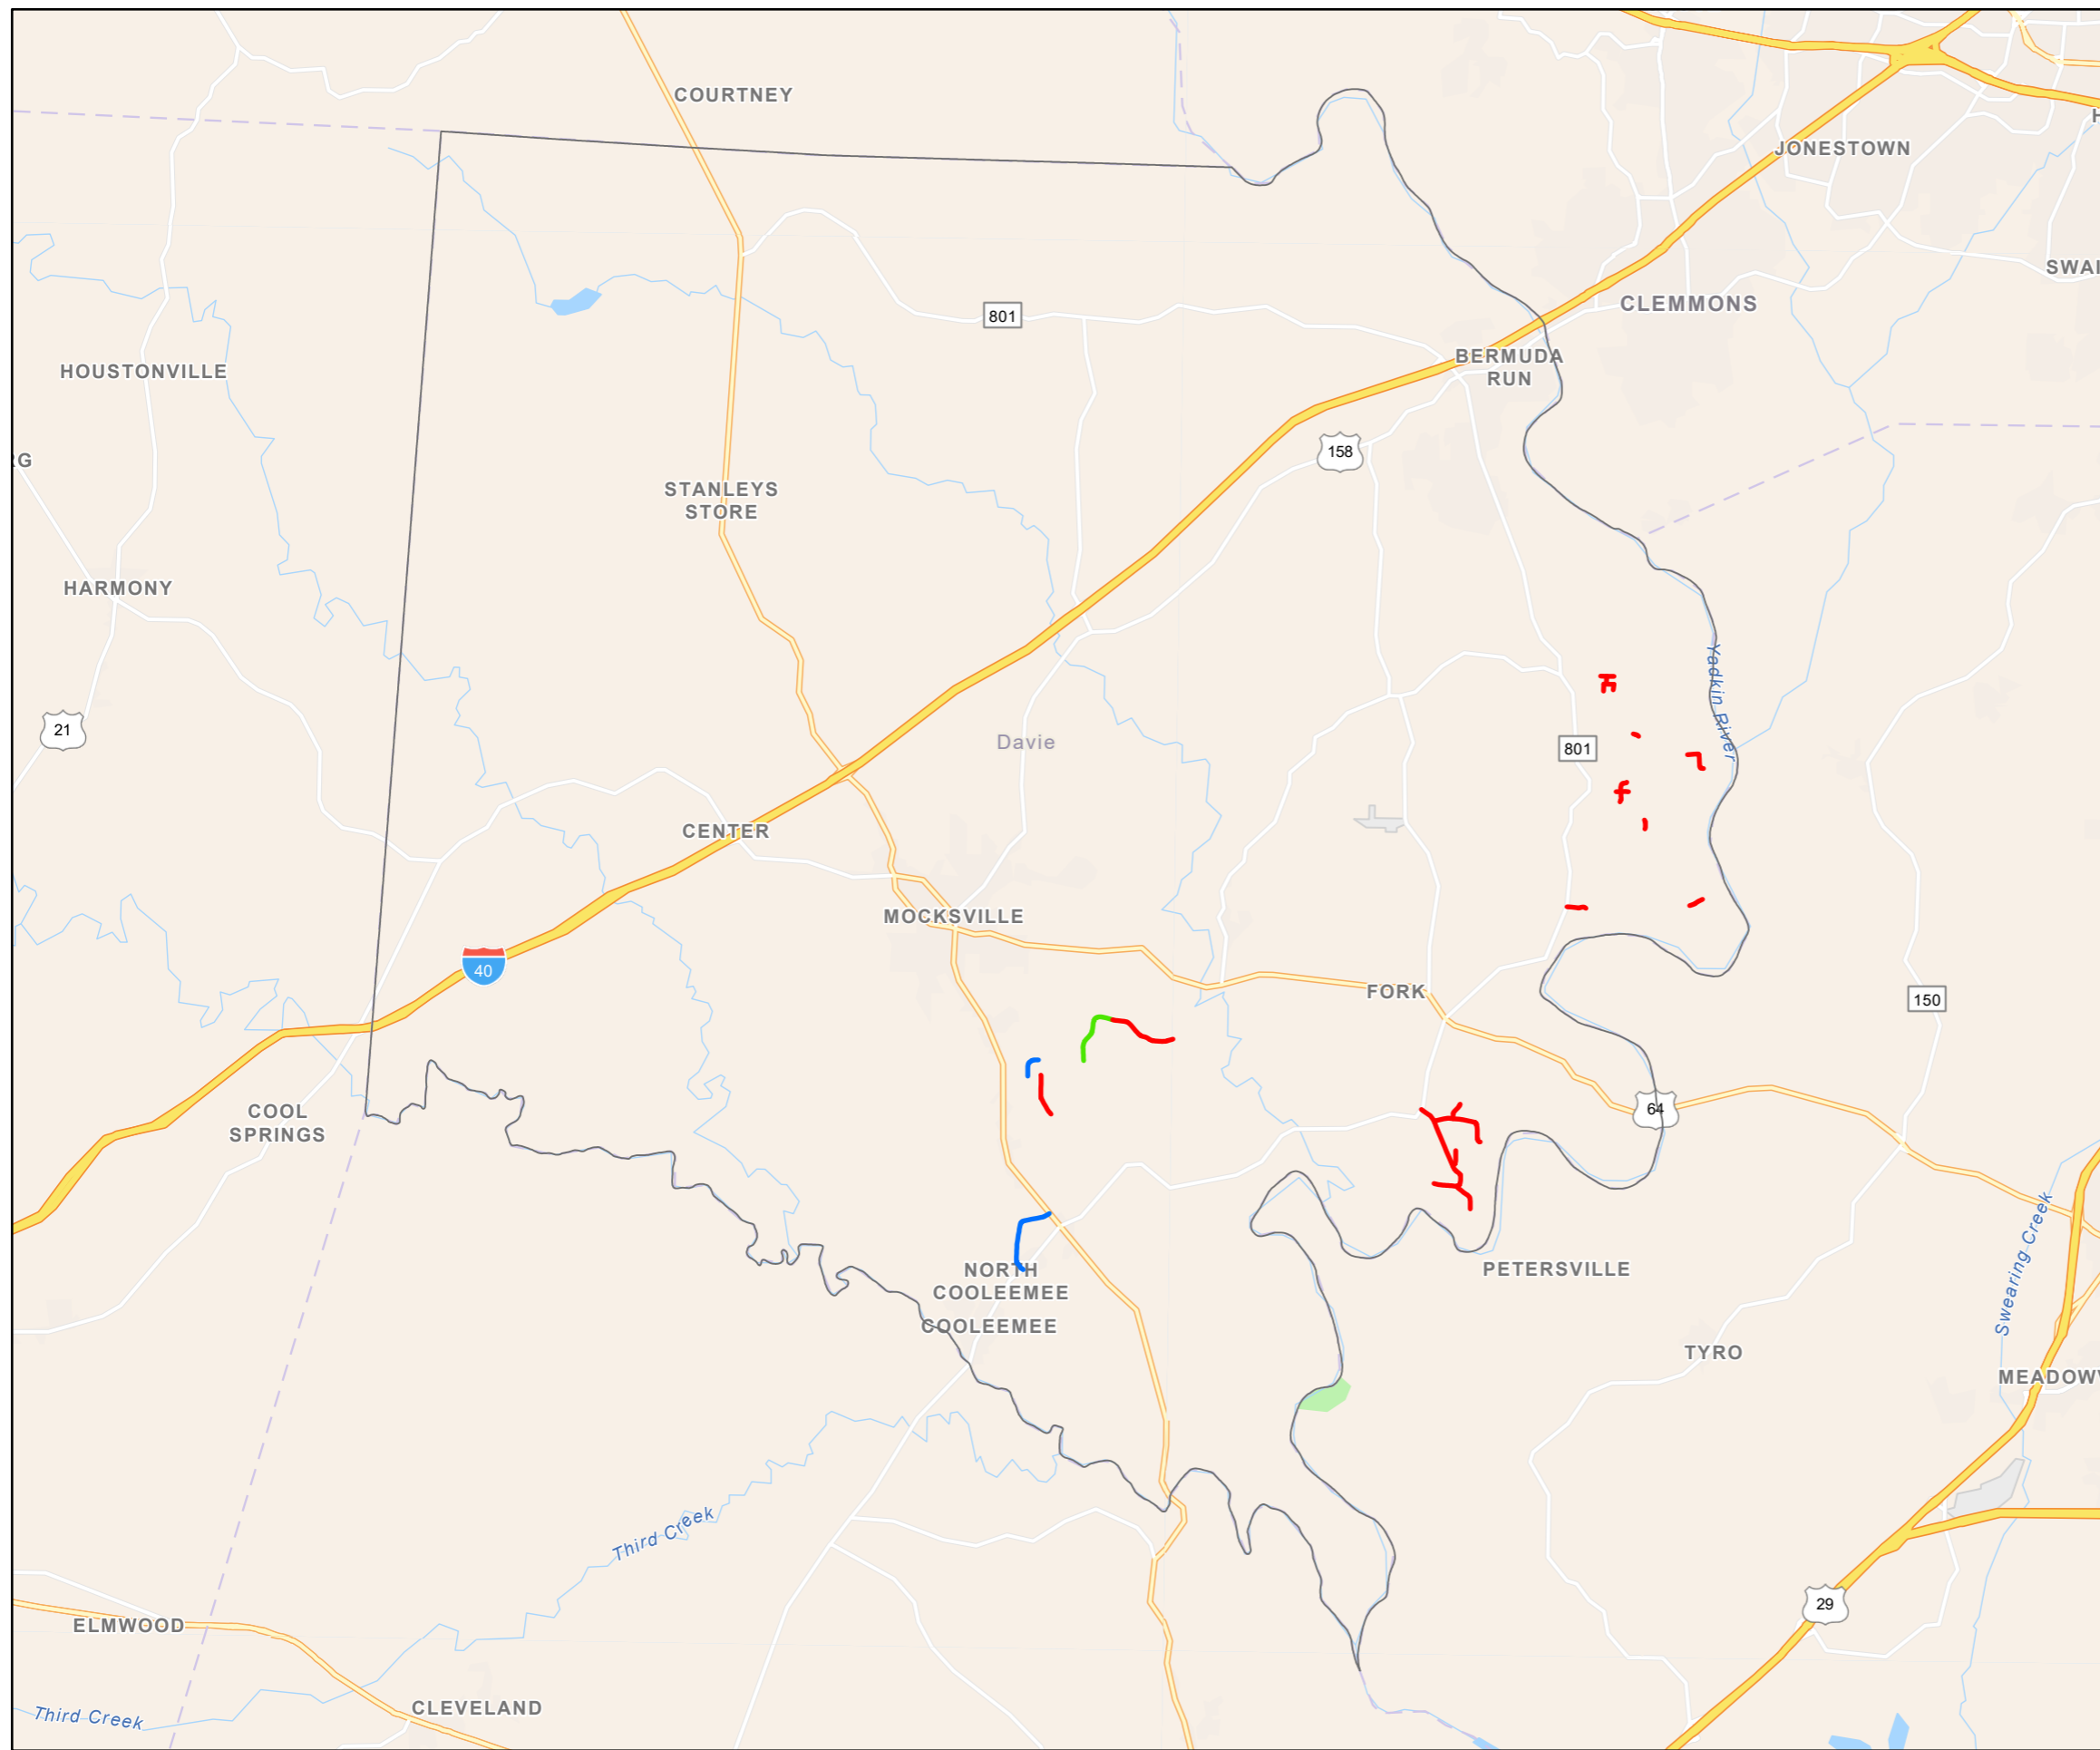 COURTNEY
JONESTOWN
H
SWAI
CLEMMONS
801
BERMUDA
RUN
HOUSTONVILLE
158
RG
STANLEYS
STORE
HARMONY
Yadkin River
21
Davie
801
CENTER
MOCKSVILLE
40
FORK
150
COOL
SPRINGS
64
Swearing Creek
NORTH
COOLEEMEE
PETERSVILLE
COOLEEMEE
TYRO
MEADOW
Third Creek
29
ELMWOOD
CLEVELAND
Third Creek